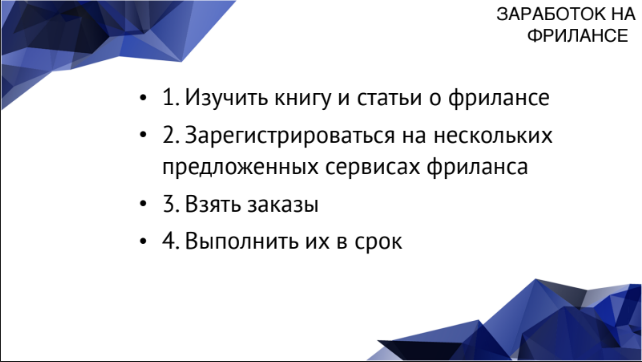 ЗАРАБОТОК НА
ФРИЛАНСЕ
• 1. Изучить книгу и статьи о фрилансе
• 2. Зарегистрироваться на нескольких
предложенных сервисах фриланса
• 3. Взять заказы
• 4. Выполнить их в срок